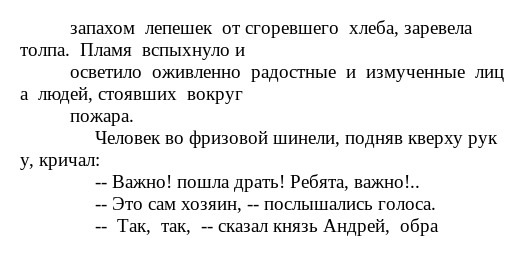 запахом лепешек от сгоревшего хлеба, заревела
толпа. Пламя вспыхнуло и
осветило оживленно радостные и измученные лиц
а людей, стоявших вокруг
пожара.
Человек во фризовой шинели, подняв кверху рук
у, кричал:
-- Важно! пошла драть! Ребята, важно!..
-- Это сам хозяин, -- послышались голоса.
-- Так, так, -- сказал князь Андрей, обра